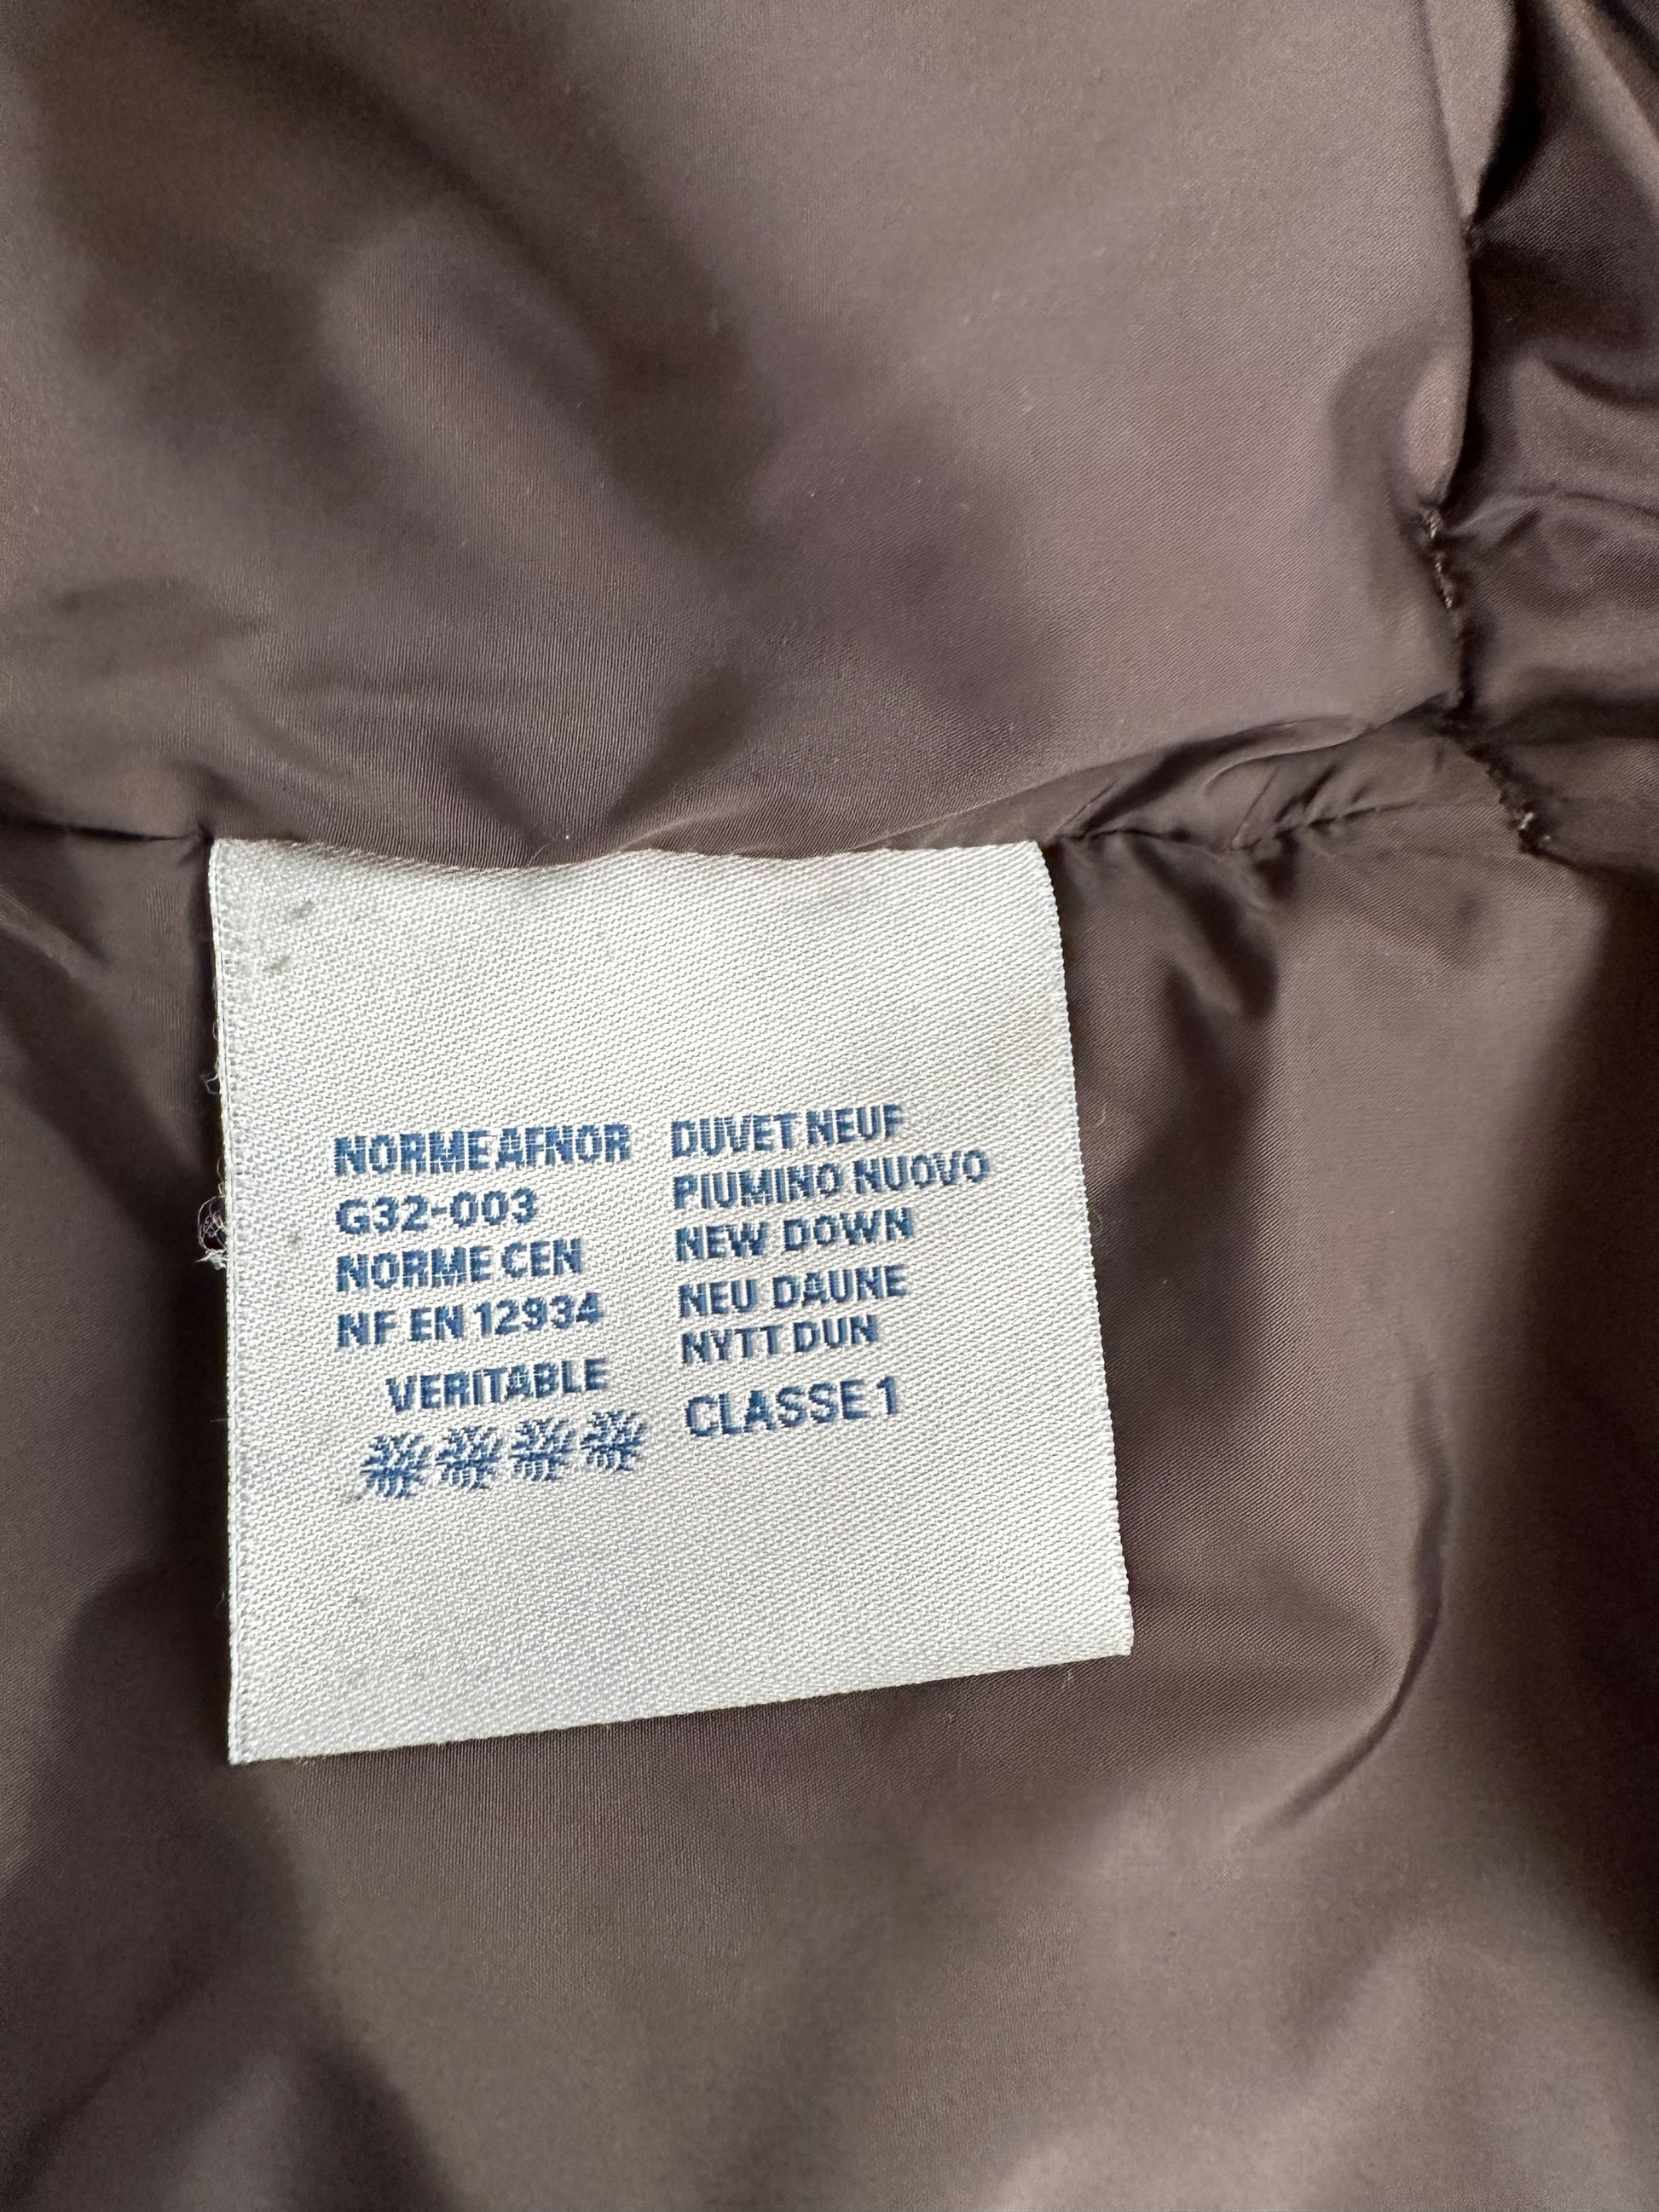 NORME AFNOR
G32-003
NORME CEN
NF EN 12934
VERITABLE
DUVET NEUF
PIUMINO NUOVO
NEW DOWN
NEU DAUNE
NYTT DUN
CLASSE 1